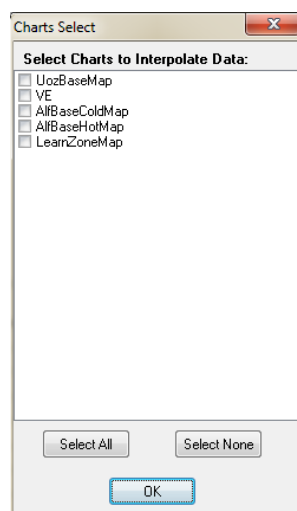 Charts Select
Select Charts to Interpolate Data:
UozBaseMap
VE
AlfBaseColdMap
AlfBaseHotMap
LearnZoneMap
Select All
Select None
OK